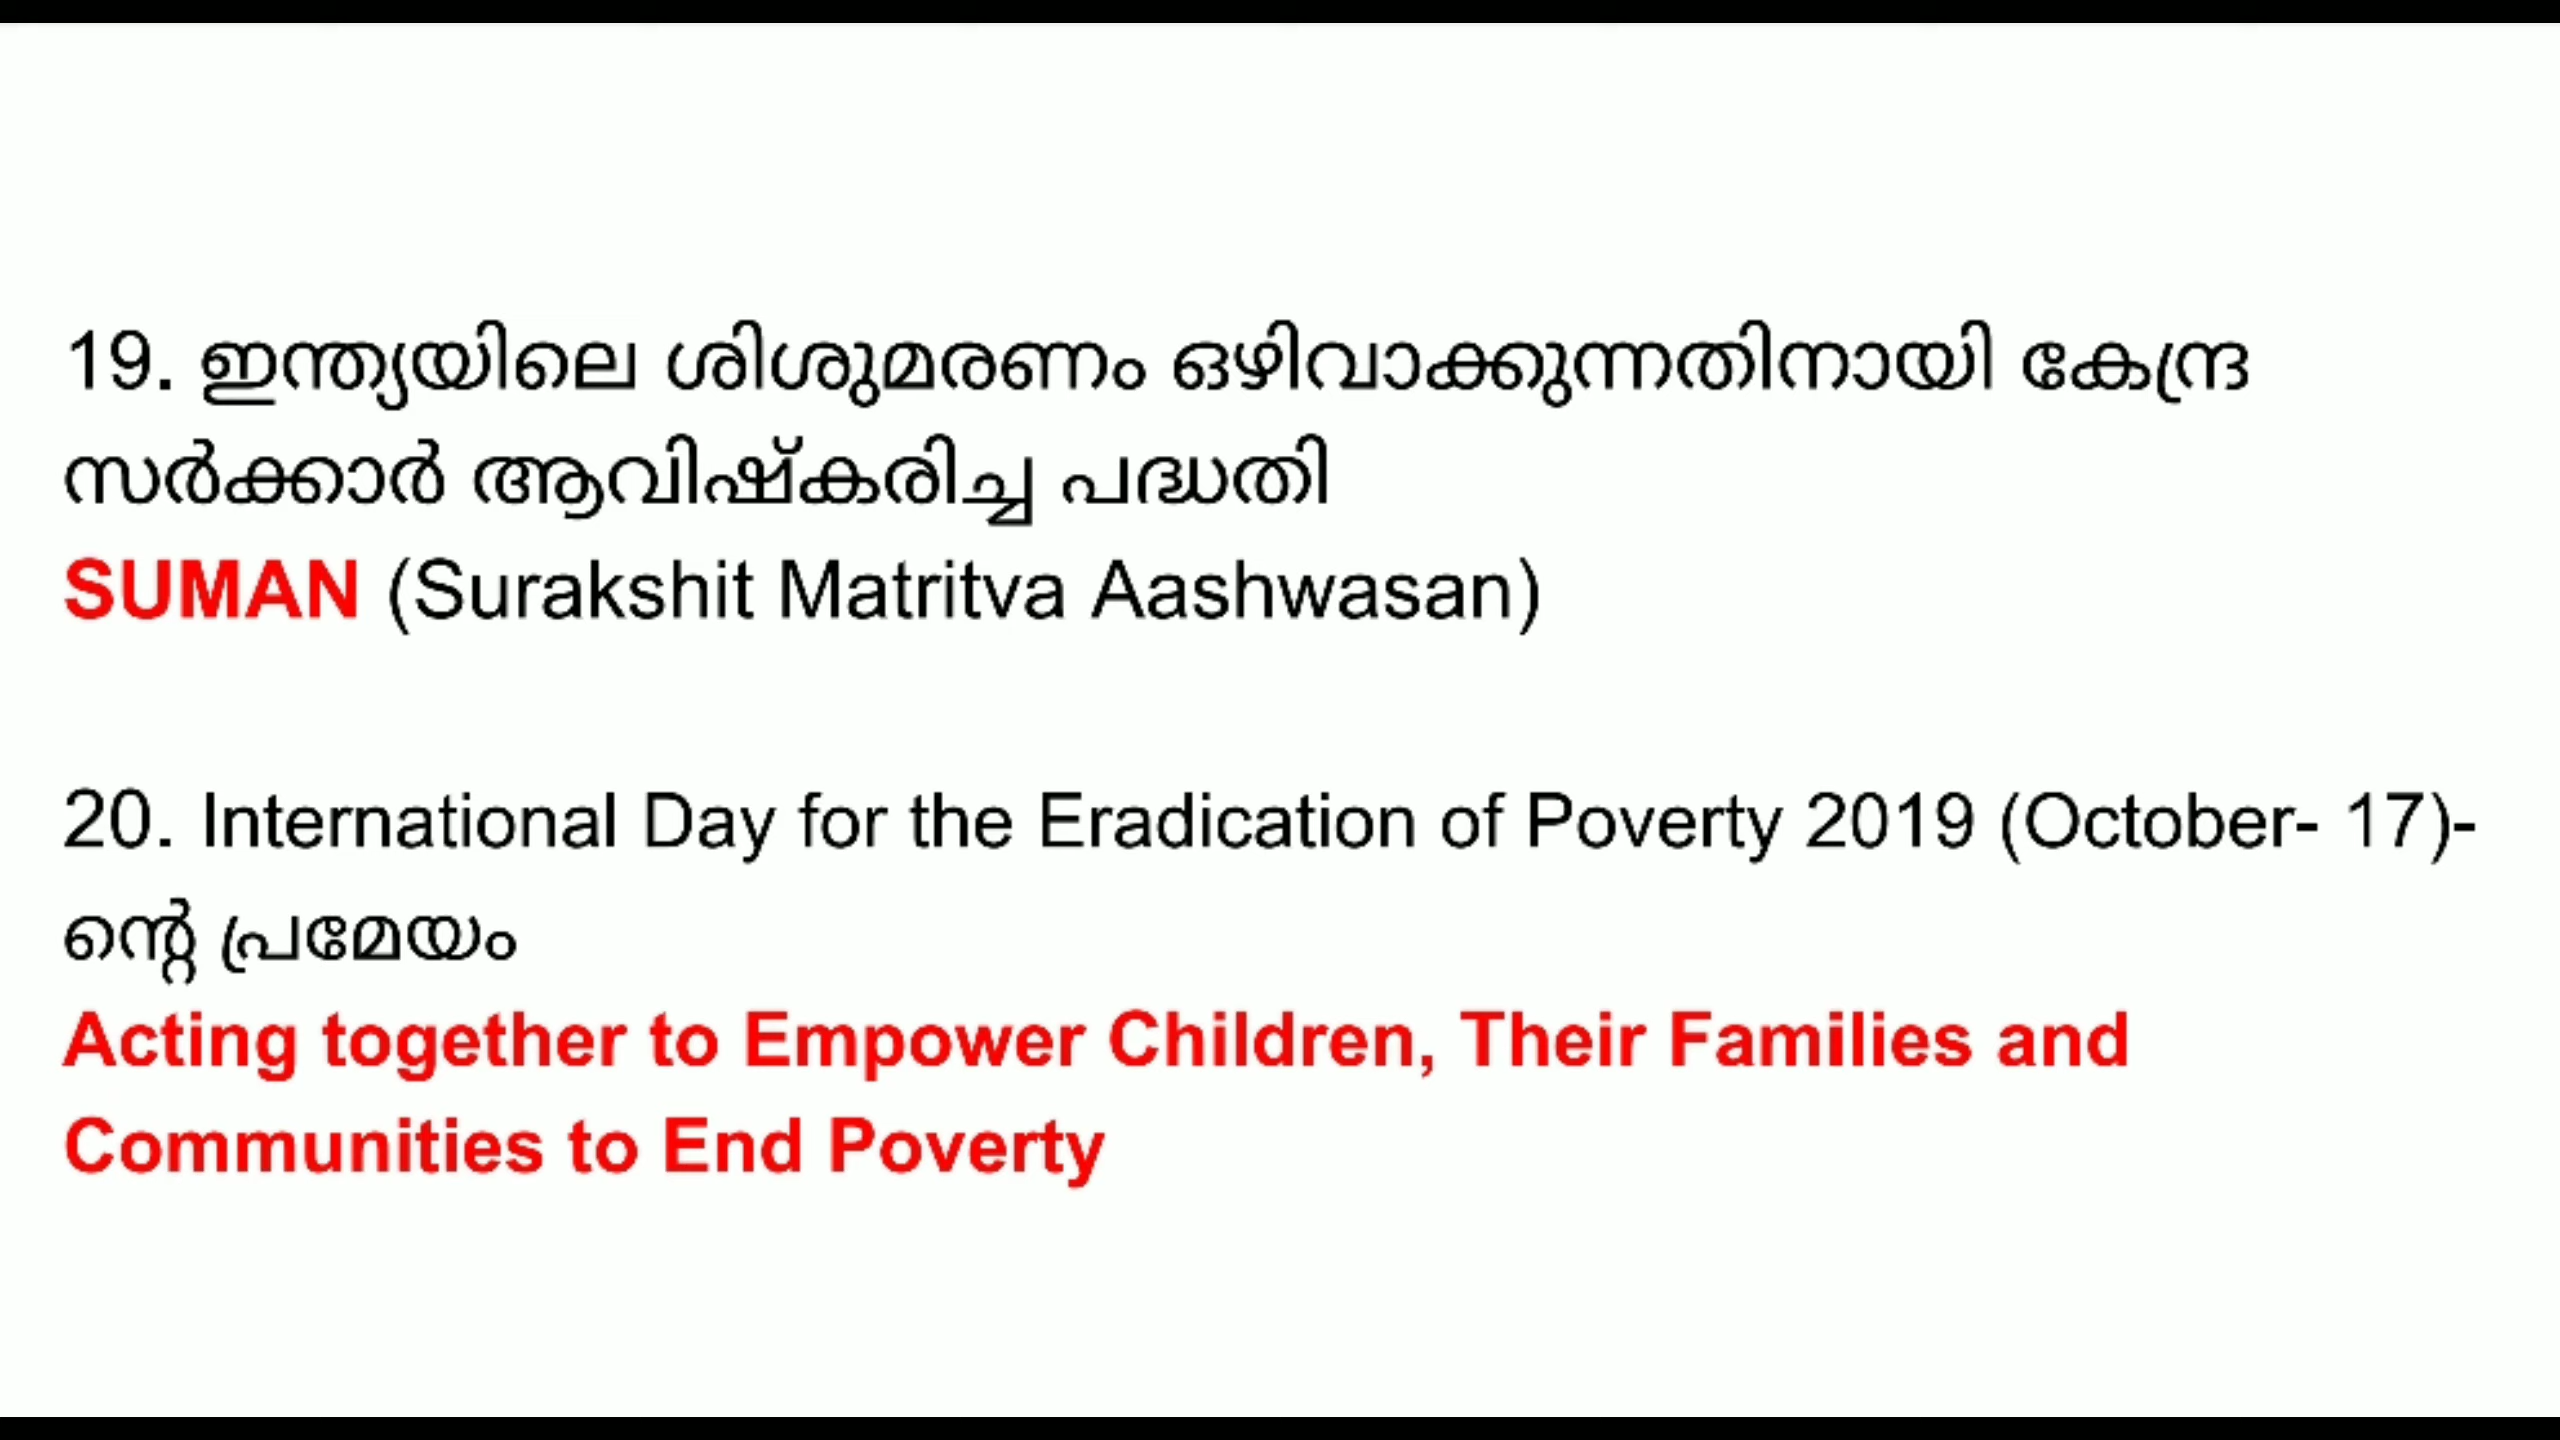 19. ഇന്ത്യയിലെ ശിശുമരണം ഒഴിവാക്കുന്നതിനായി കേന്ദ്ര
സർക്കാർ ആവിഷ്കരിച്ച പദ്ധതി
SUMAN (Surakshit Matritva Aashwasan)
20. International Day for the Eradication of Poverty 2019 (October- 17)-
ന്റെ പ്രമേയം
Acting together to Empower Children, Their Families and
Communities to End Poverty